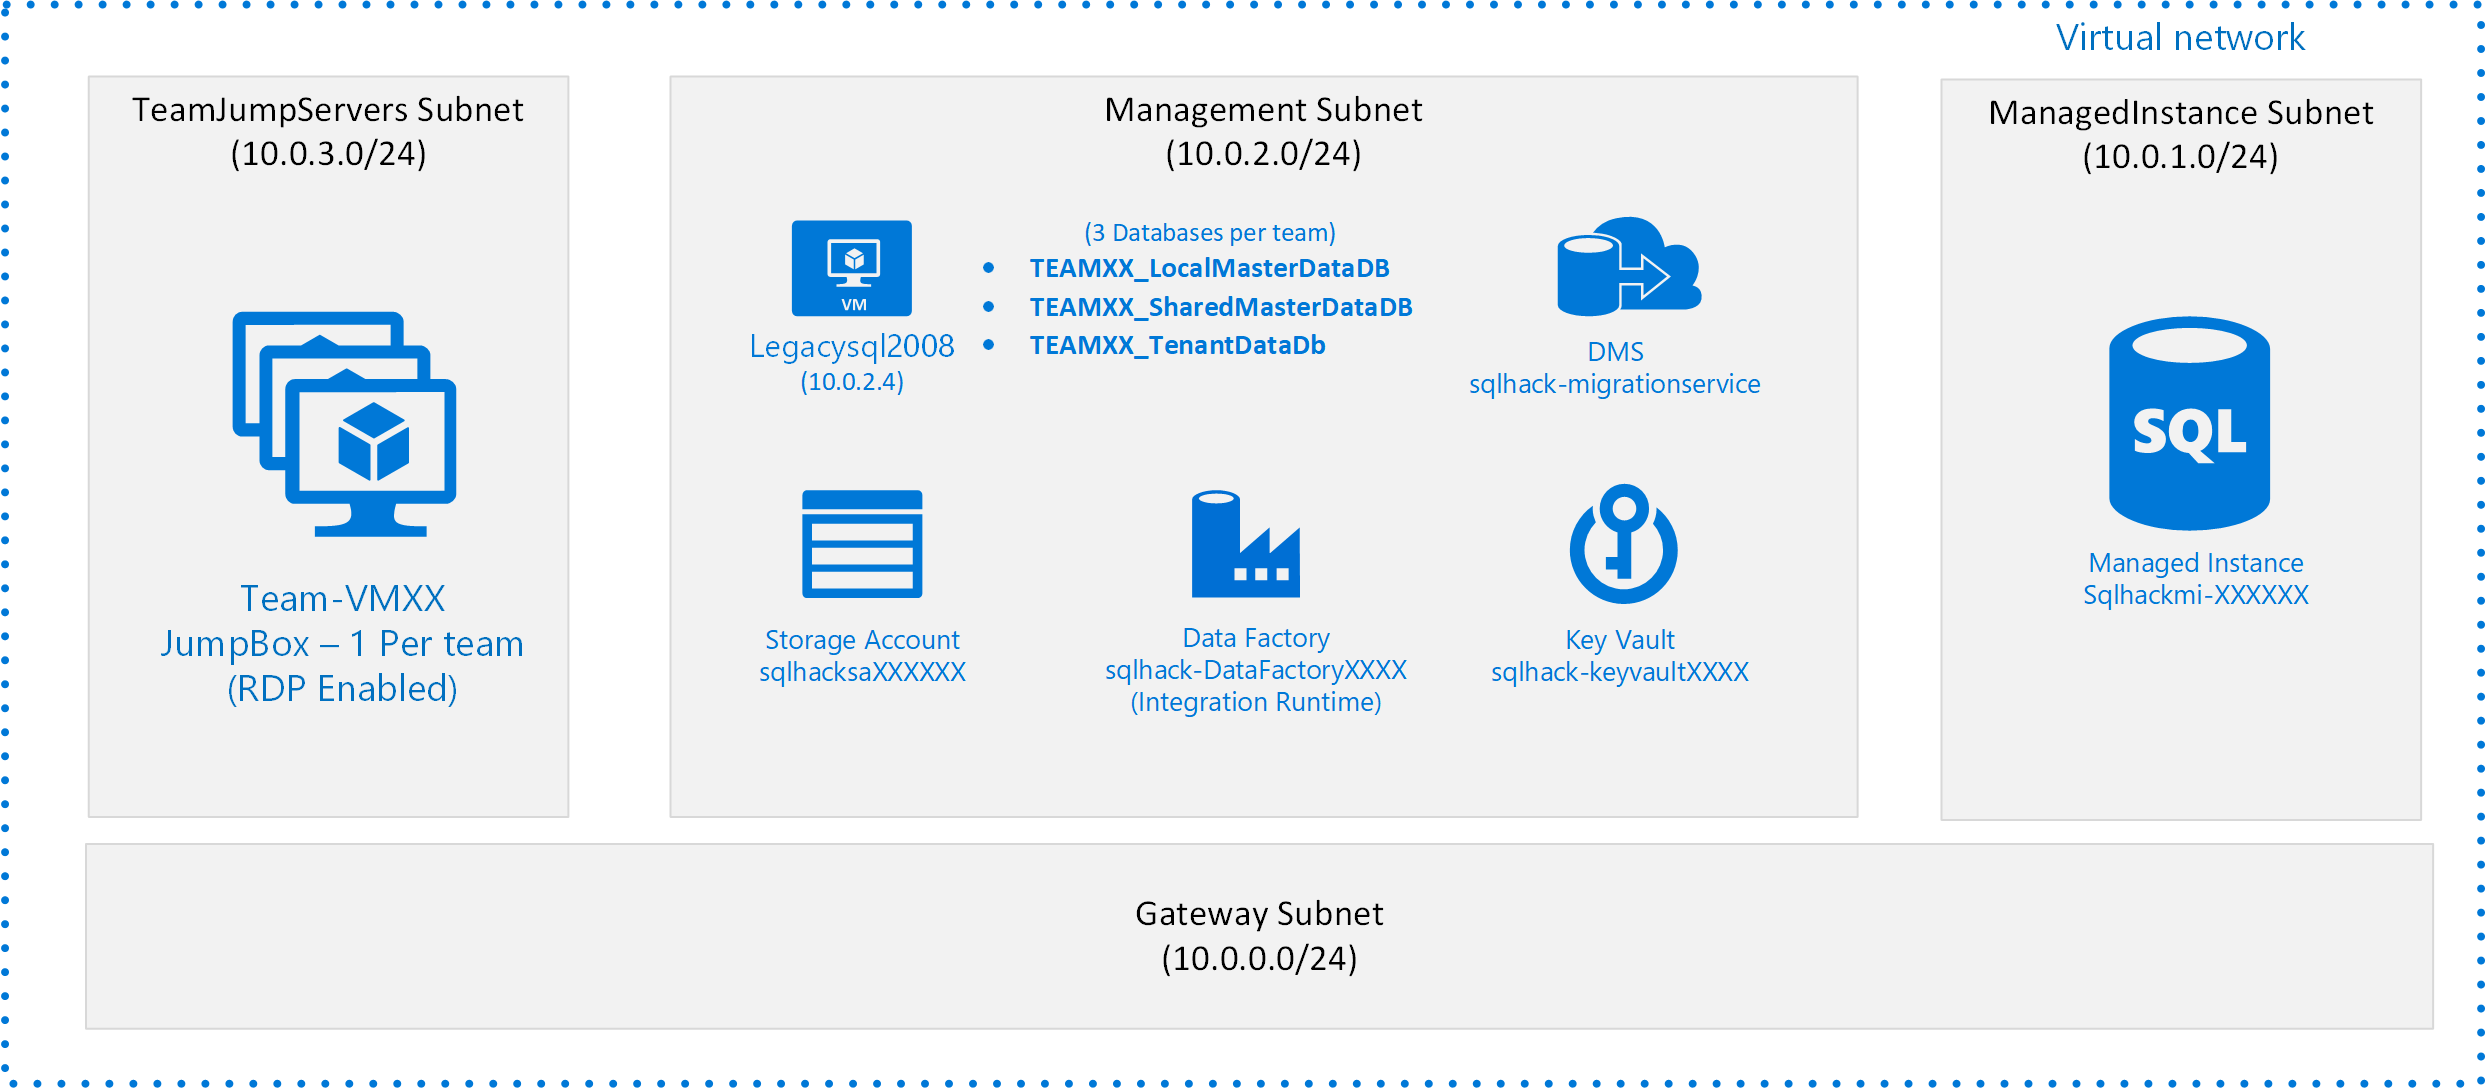 Virtual network
TeamJumpServers Subnet
(10.0.3.0/24)
Team-VMXX
JumpBox – 1 Per team
(RDP Enabled)
Management Subnet
(10.0.2.0/24)
VM
Legacysql2008
(10.0.2.4)
(3 Databases per team)
• TEAMXX_LocalMasterDataDB
• TEAMXX_SharedMasterDataDB
• TEAMXX_TenantDataDb
DMS
sqlhack-migrationservice
Storage Account
sqlhacksaXXXXXX
Data Factory
sqlhack-DataFactoryXXXX
(Integration Runtime)
Key Vault
sqlhack-keyvaultXXXX
ManagedInstance Subnet
(10.0.1.0/24)
SQL
Managed Instance
Sqlhackmi-XXXXXX
Gateway Subnet
(10.0.0.0/24)